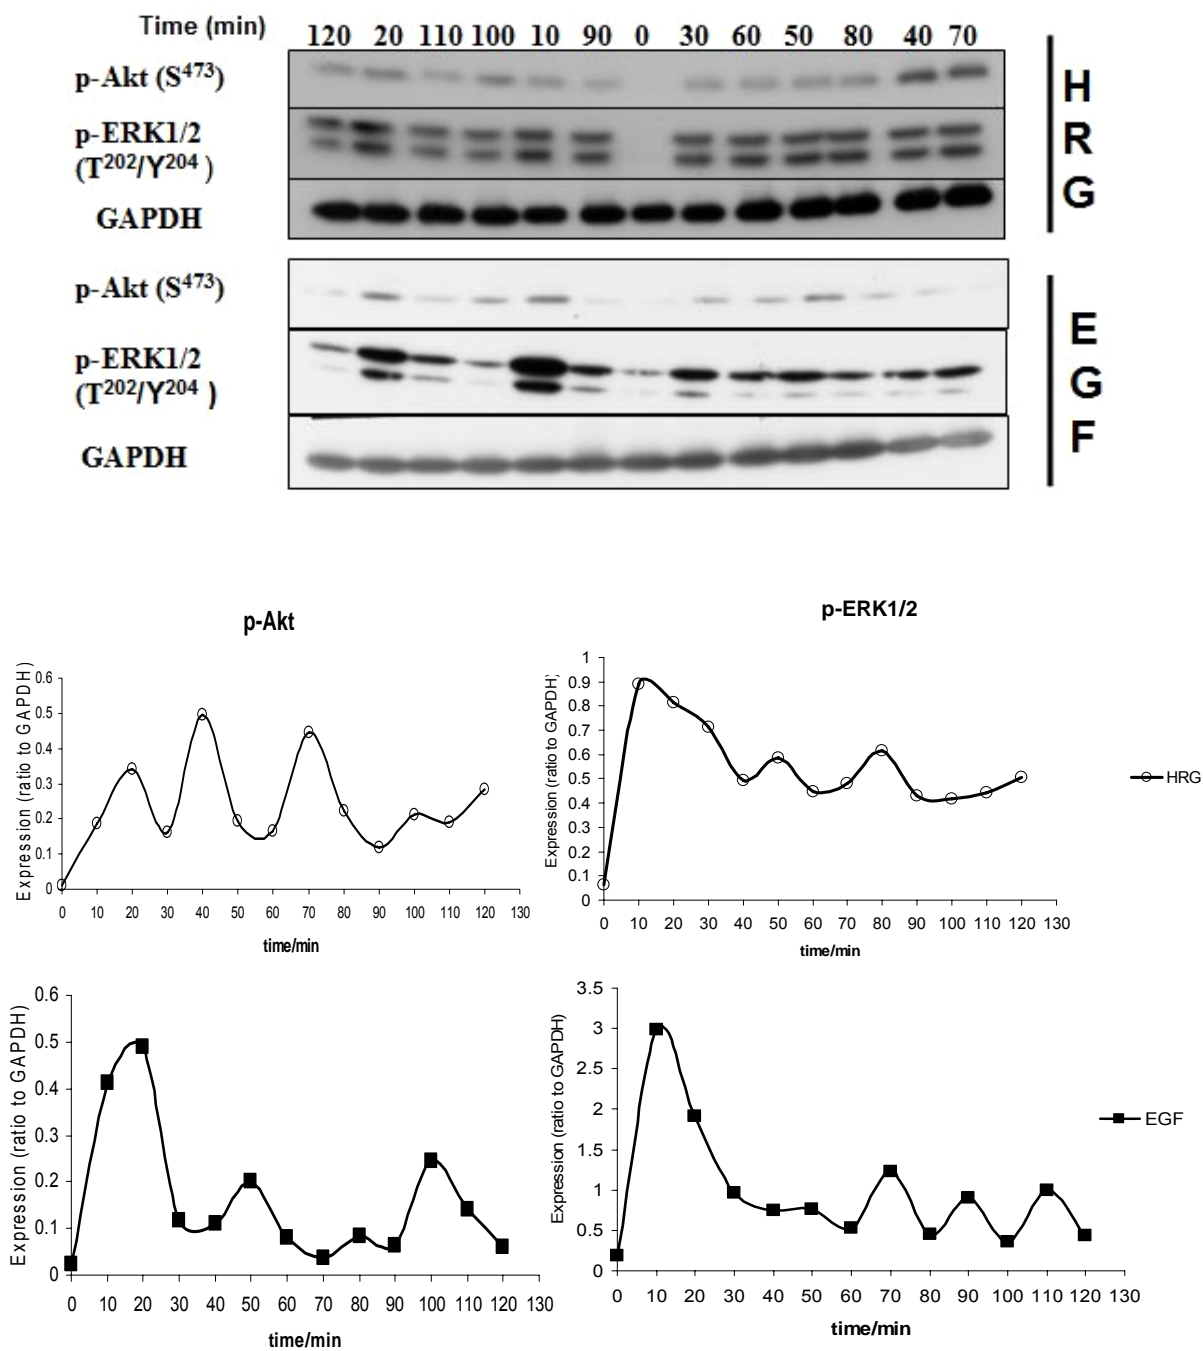 Time (min) 120 20 110 100 10 90 0 30 60 50 80 40 70
p-Akt (S473)
p-ERK1/2
(T202/Y204 )
GAPDH
H
R
G
p-Akt (S473)
p-ERK1/2
(T202/Y204 )
GAPDH
E
G
F
p-Akt
Expression (ratio to GAPDH)
0.6
0.5
0.4
0.3
0.2
0.1
0
0 10 20 30 40 50 60 70 80 90 100 110 120 130
time/min
p-ERK1/2
Expression (ratio to GAPDH)
1
0.9
0.8
0.7
0.6
0.5
0.4
0.3
0.2
0.1
0
0 10 20 30 40 50 60 70 80 90 100 110 120 130
time/min
HRG
Expression (ratio to GAPDH)
0.6
0.5
0.4
0.3
0.2
0.1
0
0 10 20 30 40 50 60 70 80 90 100 110 120 130
time/min
Expression (ratio to GAPDH)
3.5
3
2.5
2
1.5
1
0.5
0
0 10 20 30 40 50 60 70 80 90 100 110 120 130
time/min
EGF